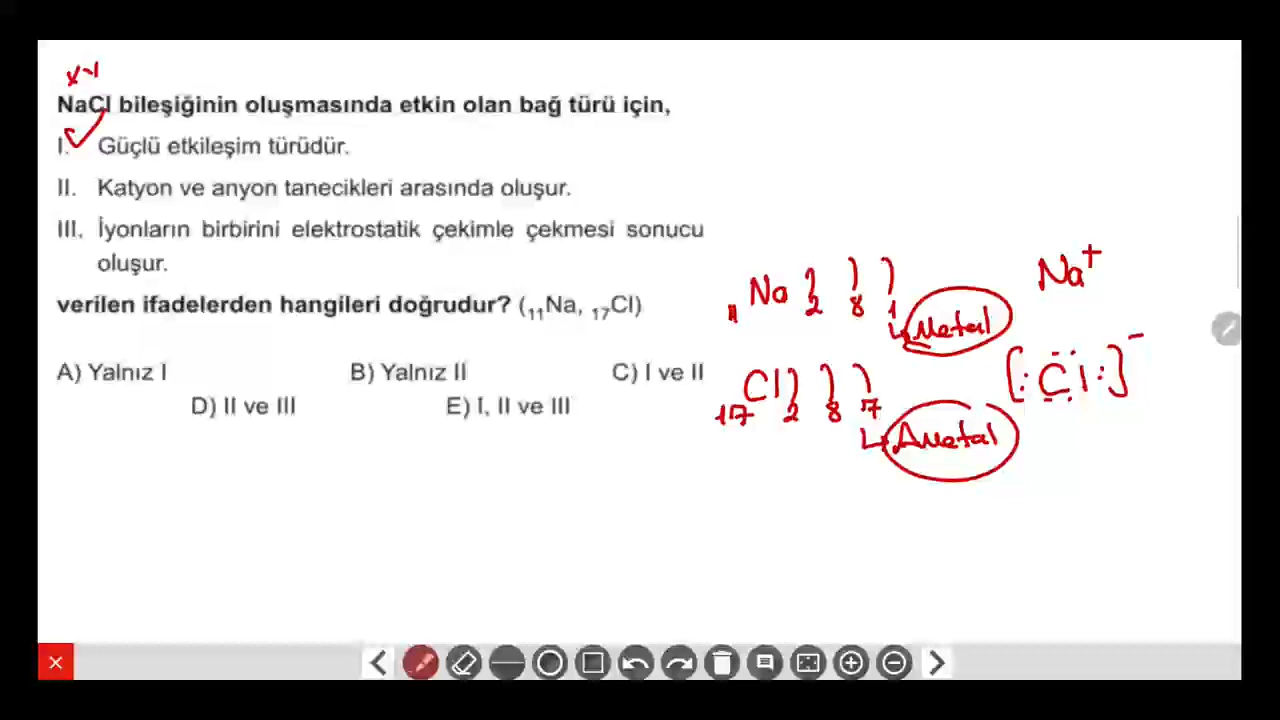 NaCl bileşiğinin oluşmasında etkin olan bağ türü için,
I. Güçlü etkileşim türüdür.
II. Katyon ve anyon tanecikleri arasında oluşur.
III. İyonların birbirini elektrostatik çekimle çekmesi sonucu
oluşur.
verilen ifadelerden hangileri doğrudur? (₁₁Na, ₁₇Cl)
A) Yalnız I B) Yalnız II C) I ve II
D) II ve III E) I, II ve III
₁₁Na ) ) ) Na⁺
2 8 1
Metal
₁₇Cl ) ) ) [:Cl:]⁻
2 8 7
Ametal